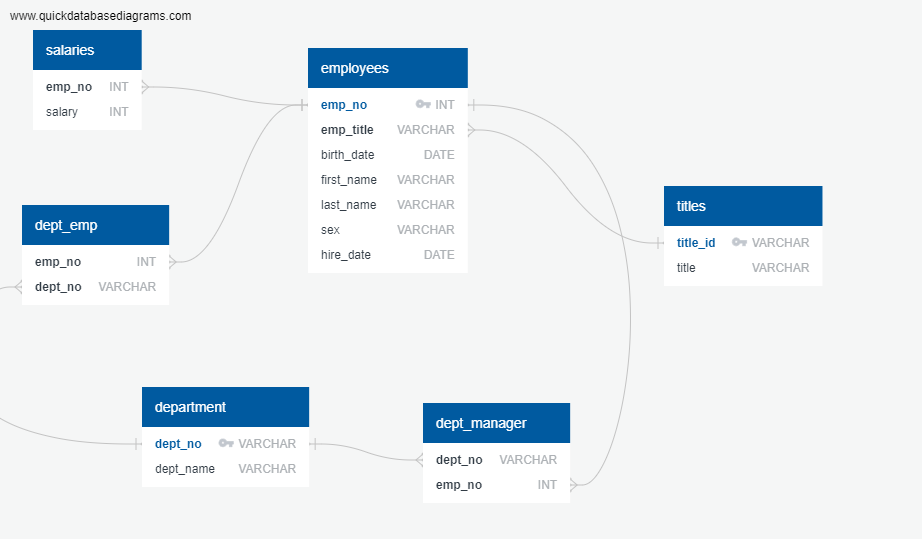 www.quickdatabasediagrams.com
salaries
emp_no INT
salary INT
employees
emp_no INT
emp_title VARCHAR
birth_date DATE
first_name VARCHAR
last_name VARCHAR
sex VARCHAR
hire_date DATE
titles
title_id VARCHAR
title VARCHAR
dept_emp
emp_no INT
dept_no VARCHAR
department
dept_no VARCHAR
dept_name VARCHAR
dept_manager
dept_no VARCHAR
emp_no INT